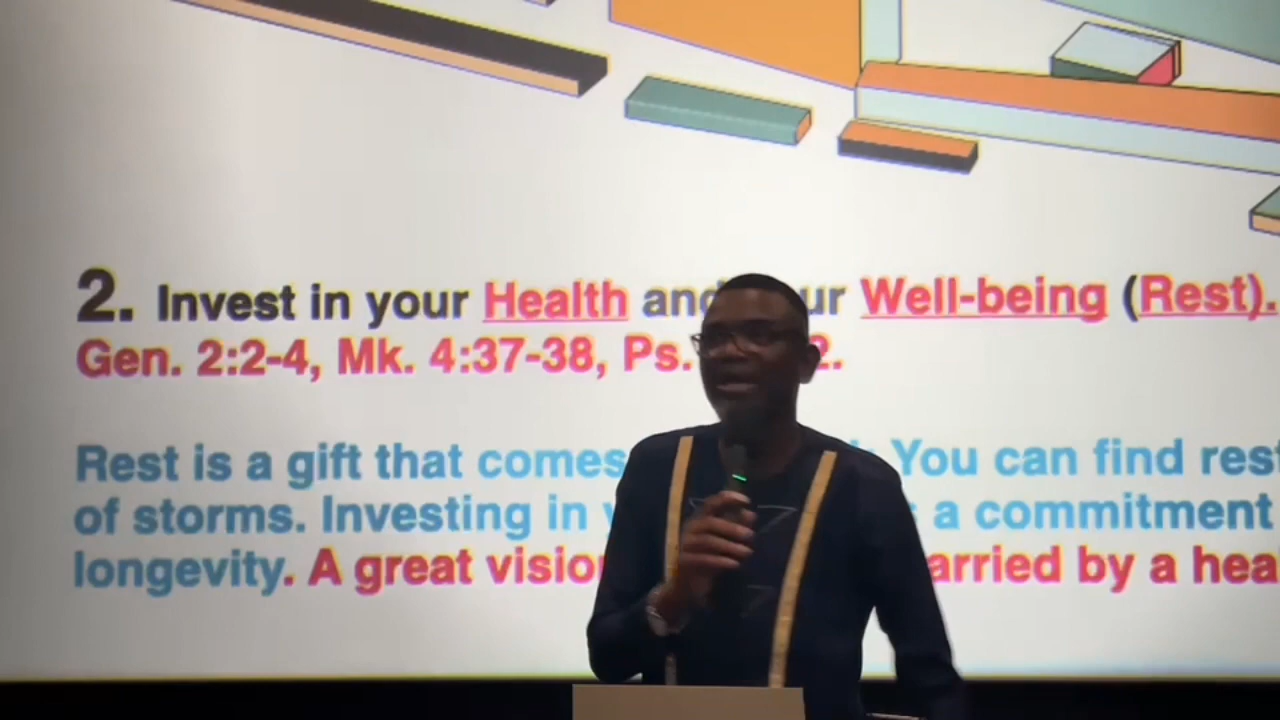 2. Invest in your Health and ur Well-being (Rest).
Gen. 2:2-4, Mk. 4:37-38, Ps. 2.
Rest is a gift that comes You can find rest
of storms. Investing in a commitment
longevity. A great vision arried by a hea